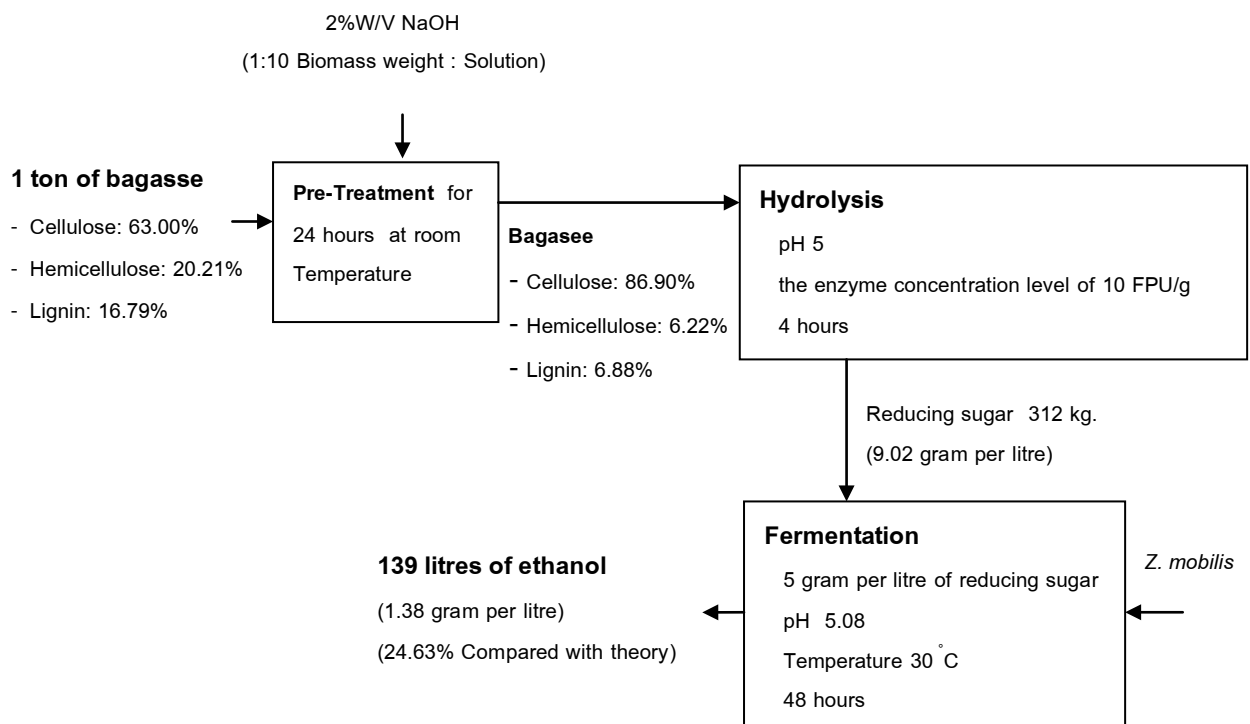 2%W/V NaOH
(1:10 Biomass weight : Solution)
1 ton of bagasse
- Cellulose: 63.00%
- Hemicellulose: 20.21%
- Lignin: 16.79%
Pre-Treatment for
24 hours at room
Temperature
Bagasee
- Cellulose: 86.90%
- Hemicellulose: 6.22%
- Lignin: 6.88%
Hydrolysis
pH 5
the enzyme concentration level of 10 FPU/g
4 hours
Reducing sugar 312 kg.
(9.02 gram per litre)
Fermentation
5 gram per litre of reducing sugar
pH 5.08
Temperature 30 °C
48 hours
Z. mobilis
139 litres of ethanol
(1.38 gram per litre)
(24.63% Compared with theory)